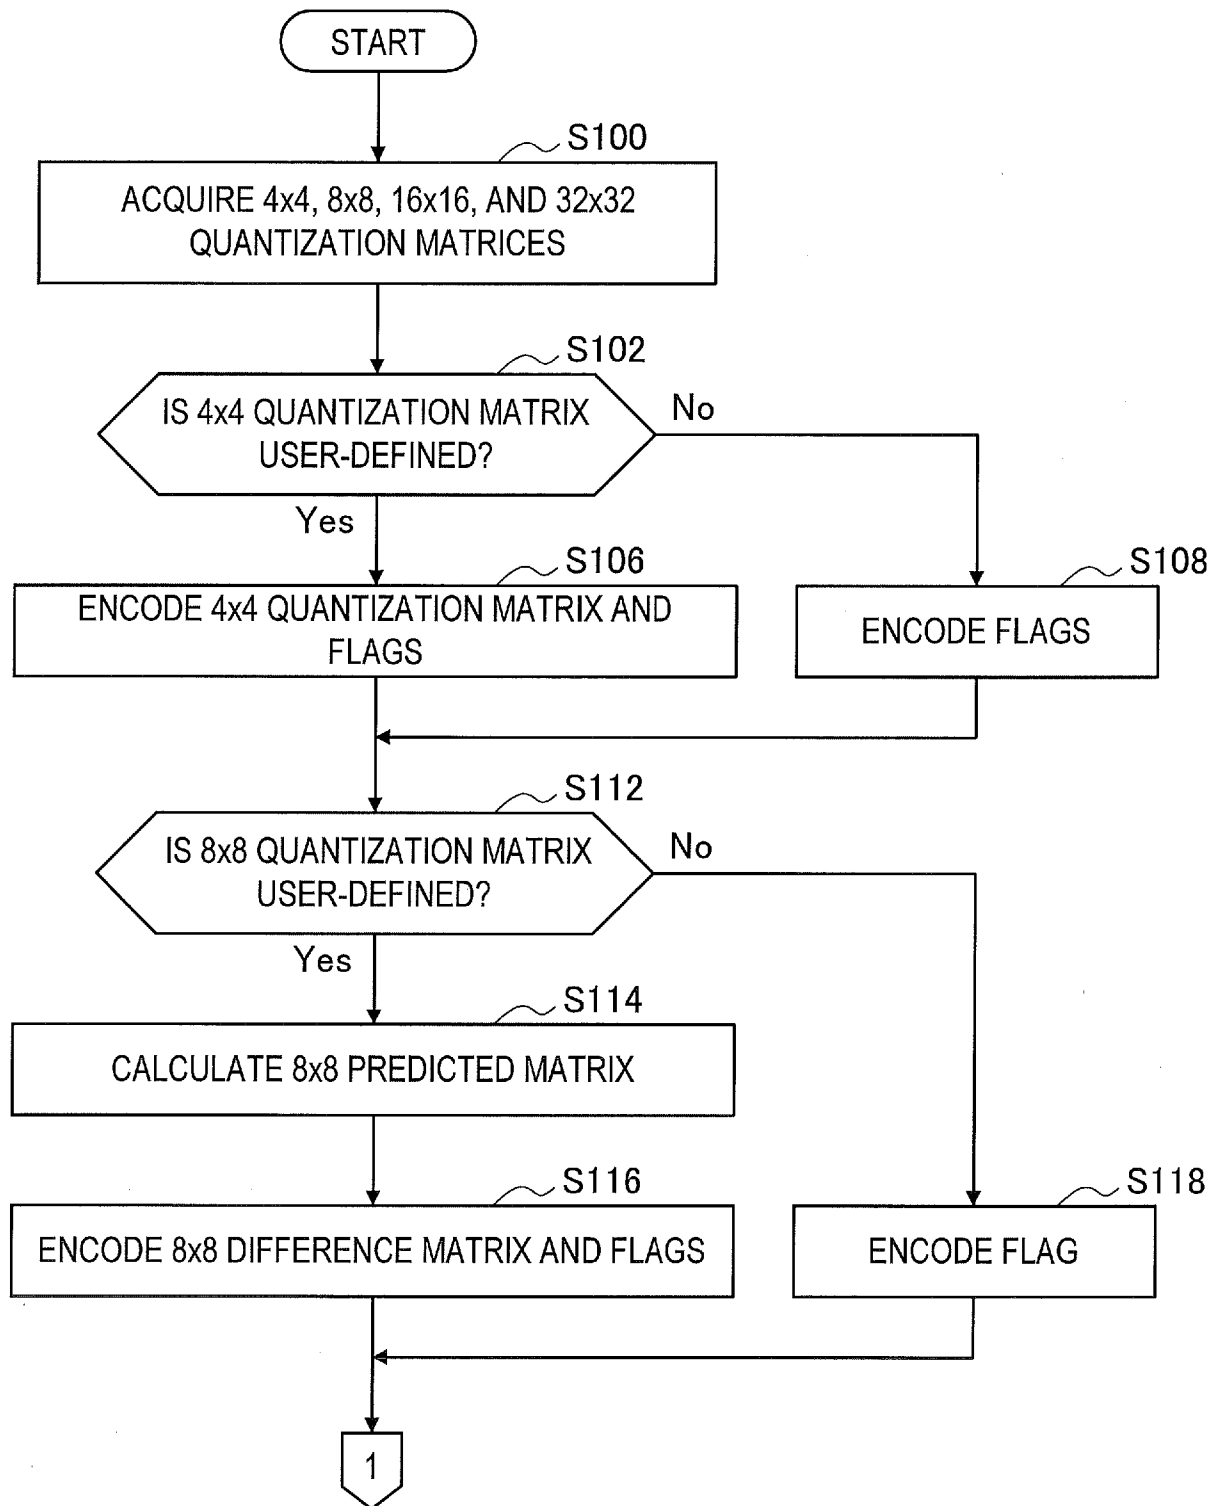 START
S100
ACQUIRE 4x4, 8x8, 16x16, AND 32x32
QUANTIZATION MATRICES
S102
IS 4x4 QUANTIZATION MATRIX
USER-DEFINED?
No
Yes
S106
ENCODE 4x4 QUANTIZATION MATRIX AND
FLAGS
S108
ENCODE FLAGS
S112
IS 8x8 QUANTIZATION MATRIX
USER-DEFINED?
No
Yes
S114
CALCULATE 8x8 PREDICTED MATRIX
S116
ENCODE 8x8 DIFFERENCE MATRIX AND FLAGS
S118
ENCODE FLAG
1